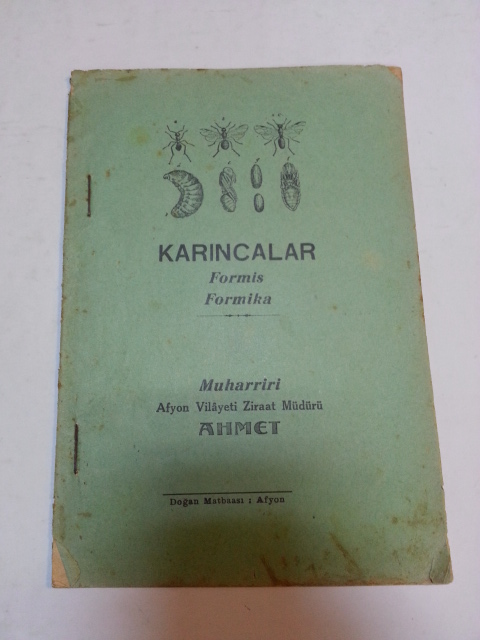 KARINCALAR
Formis
Formika
Muharriri
Afyon Vilâyeti Ziraat Müdürü
AHMET
Doğan Matbaası ; Afyon